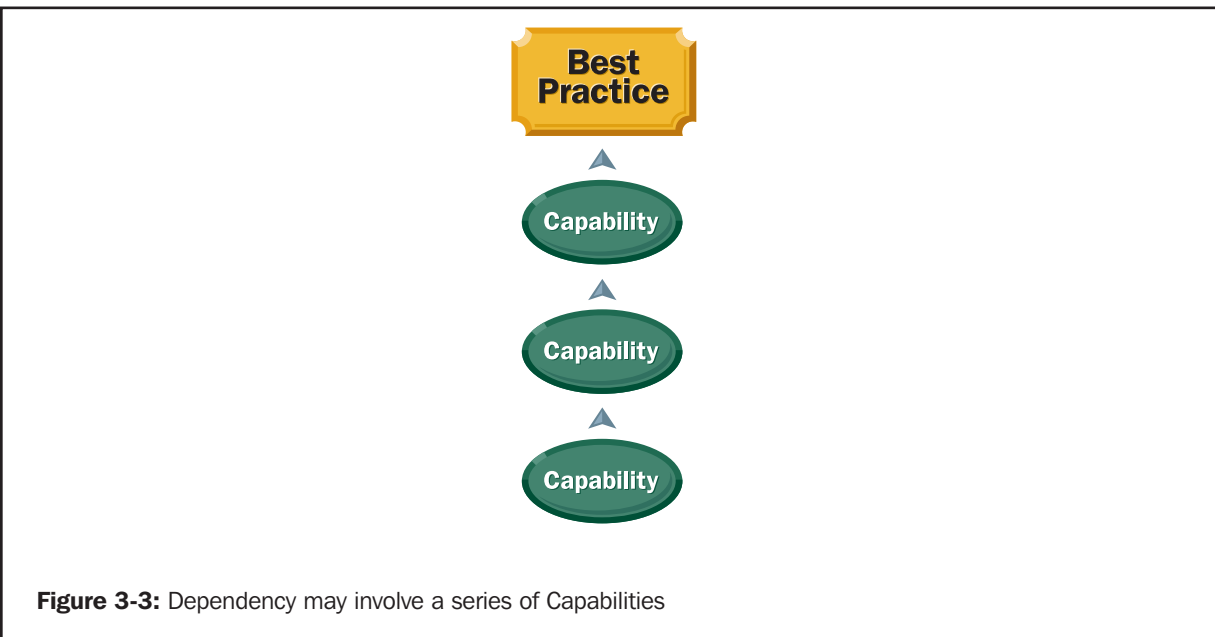 Best
Practice
Capability
Capability
Capability
Figure 3-3: Dependency may involve a series of Capabilities